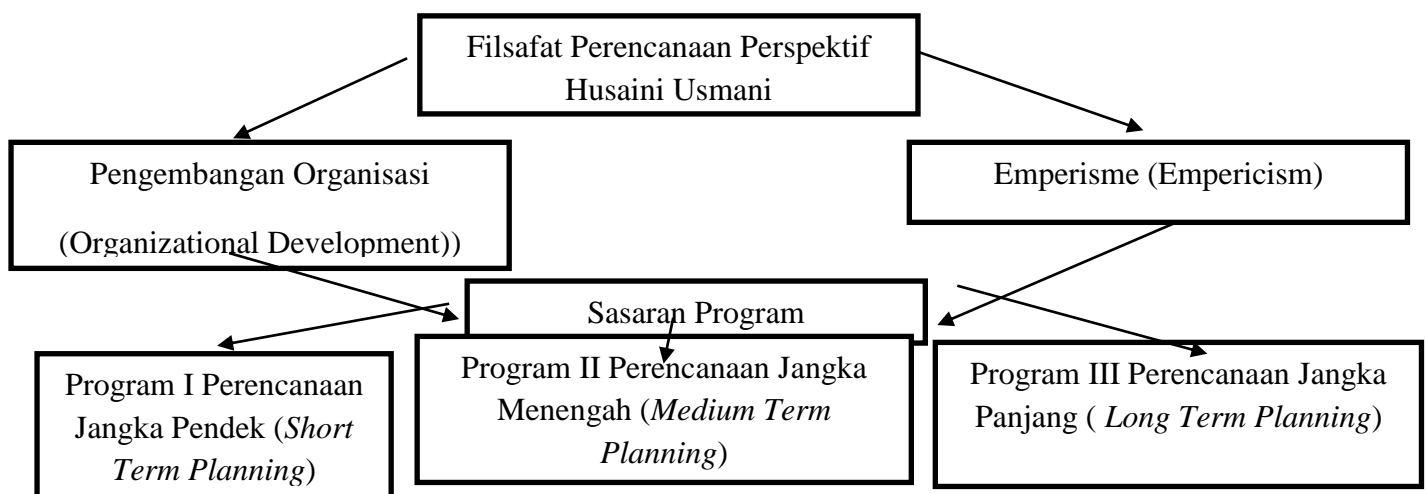 Filsafat Perencanaan Perspektif
Husaini Usmani
Pengembangan Organisasi
(Organizational Development))
Emperisme (Empericism)
Sasaran Program
Program I Perencanaan
Jangka Pendek (Short
Term Planning)
Program II Perencanaan Jangka
Menengah (Medium Term
Planning)
Program III Perencanaan Jangka
Panjang ( Long Term Planning)